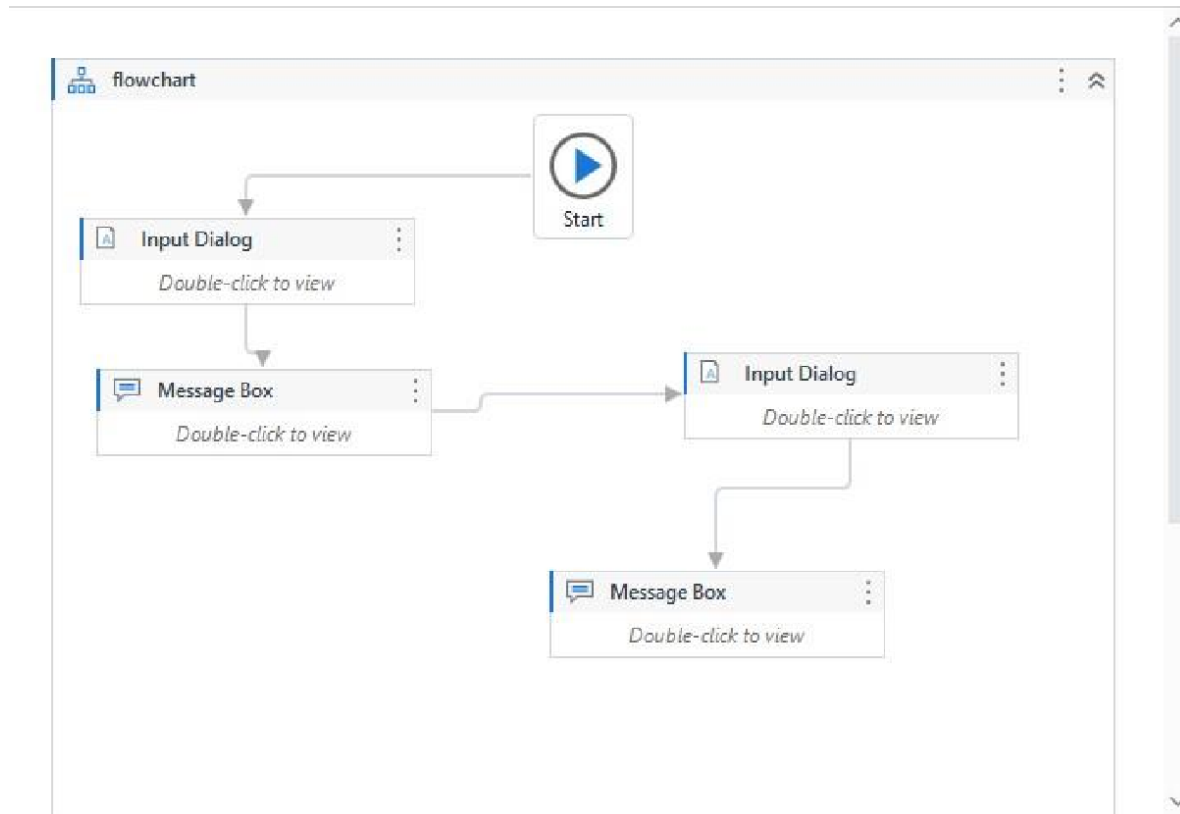 flowchart
Start
Input Dialog
Double-click to view
Message Box
Double-click to view
Input Dialog
Double-click to view
Message Box
Double-click to view